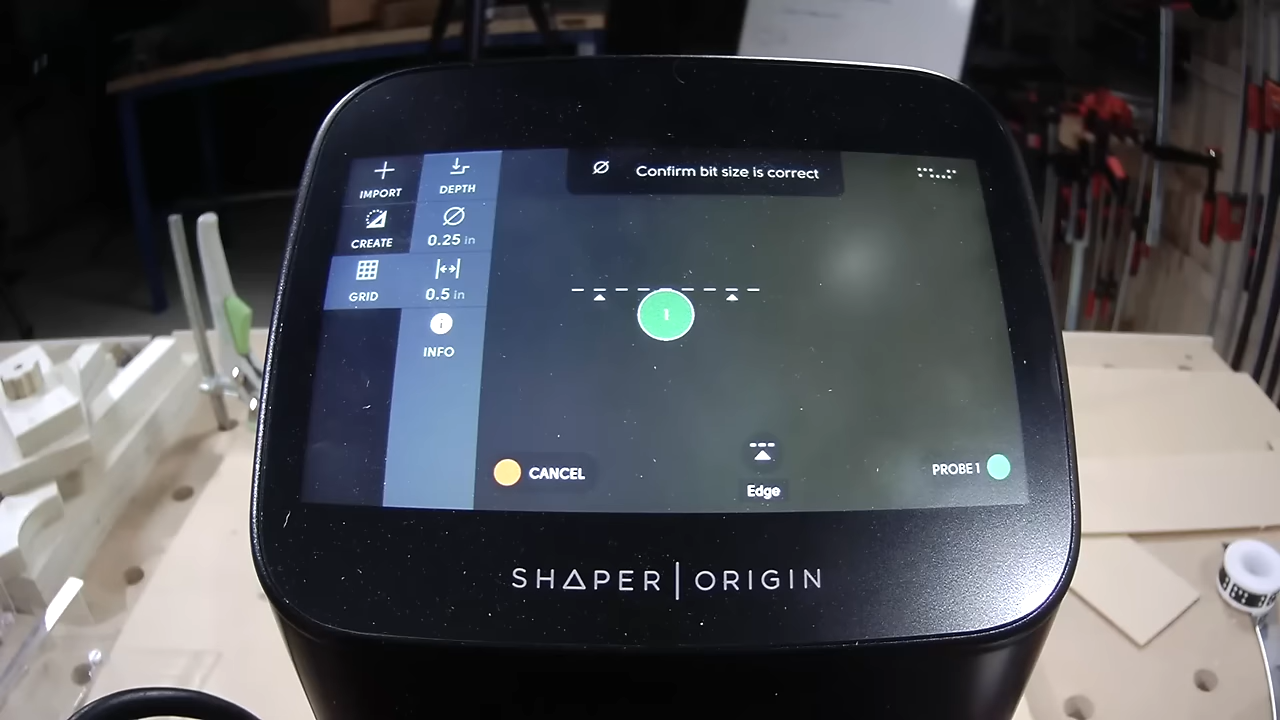 IMPORT
DEPTH
Confirm bit size is correct
CREATE
0.25 in
GRID
0.5 in
INFO
CANCEL
Edge
PROBE 1
SHAPER | ORIGIN